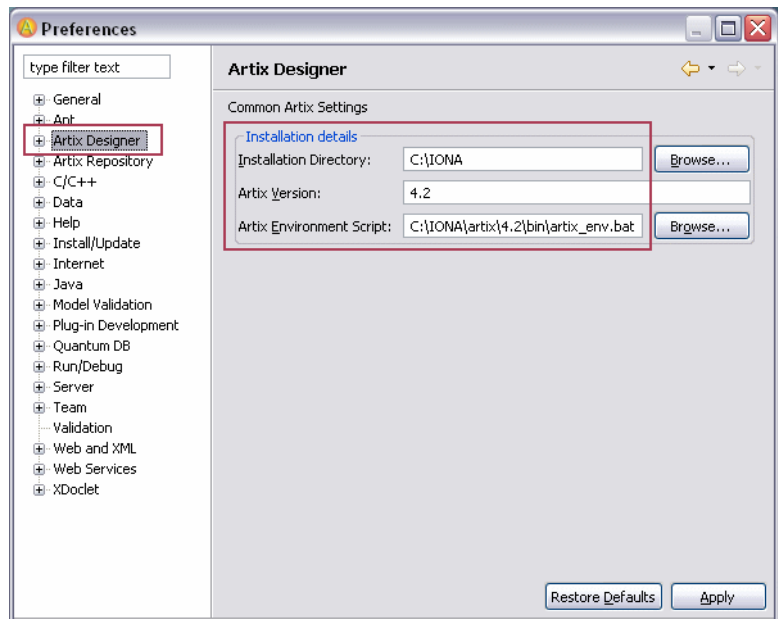 Preferences
type filter text
General
Ant
Artix Designer
Artix Repository
C/C++
Data
Help
Install/Update
Internet
Java
Model Validation
Plug-in Development
Quantum DB
Run/Debug
Server
Team
Validation
Web and XML
Web Services
XDoclet
Artix Designer
Common Artix Settings
Installation details
Installation Directory: C:\IONA Browse...
Artix Version: 4.2
Artix Environment Script: C:\IONA\artix\4.2\bin\artix_env.bat Browse...
Restore Defaults Apply